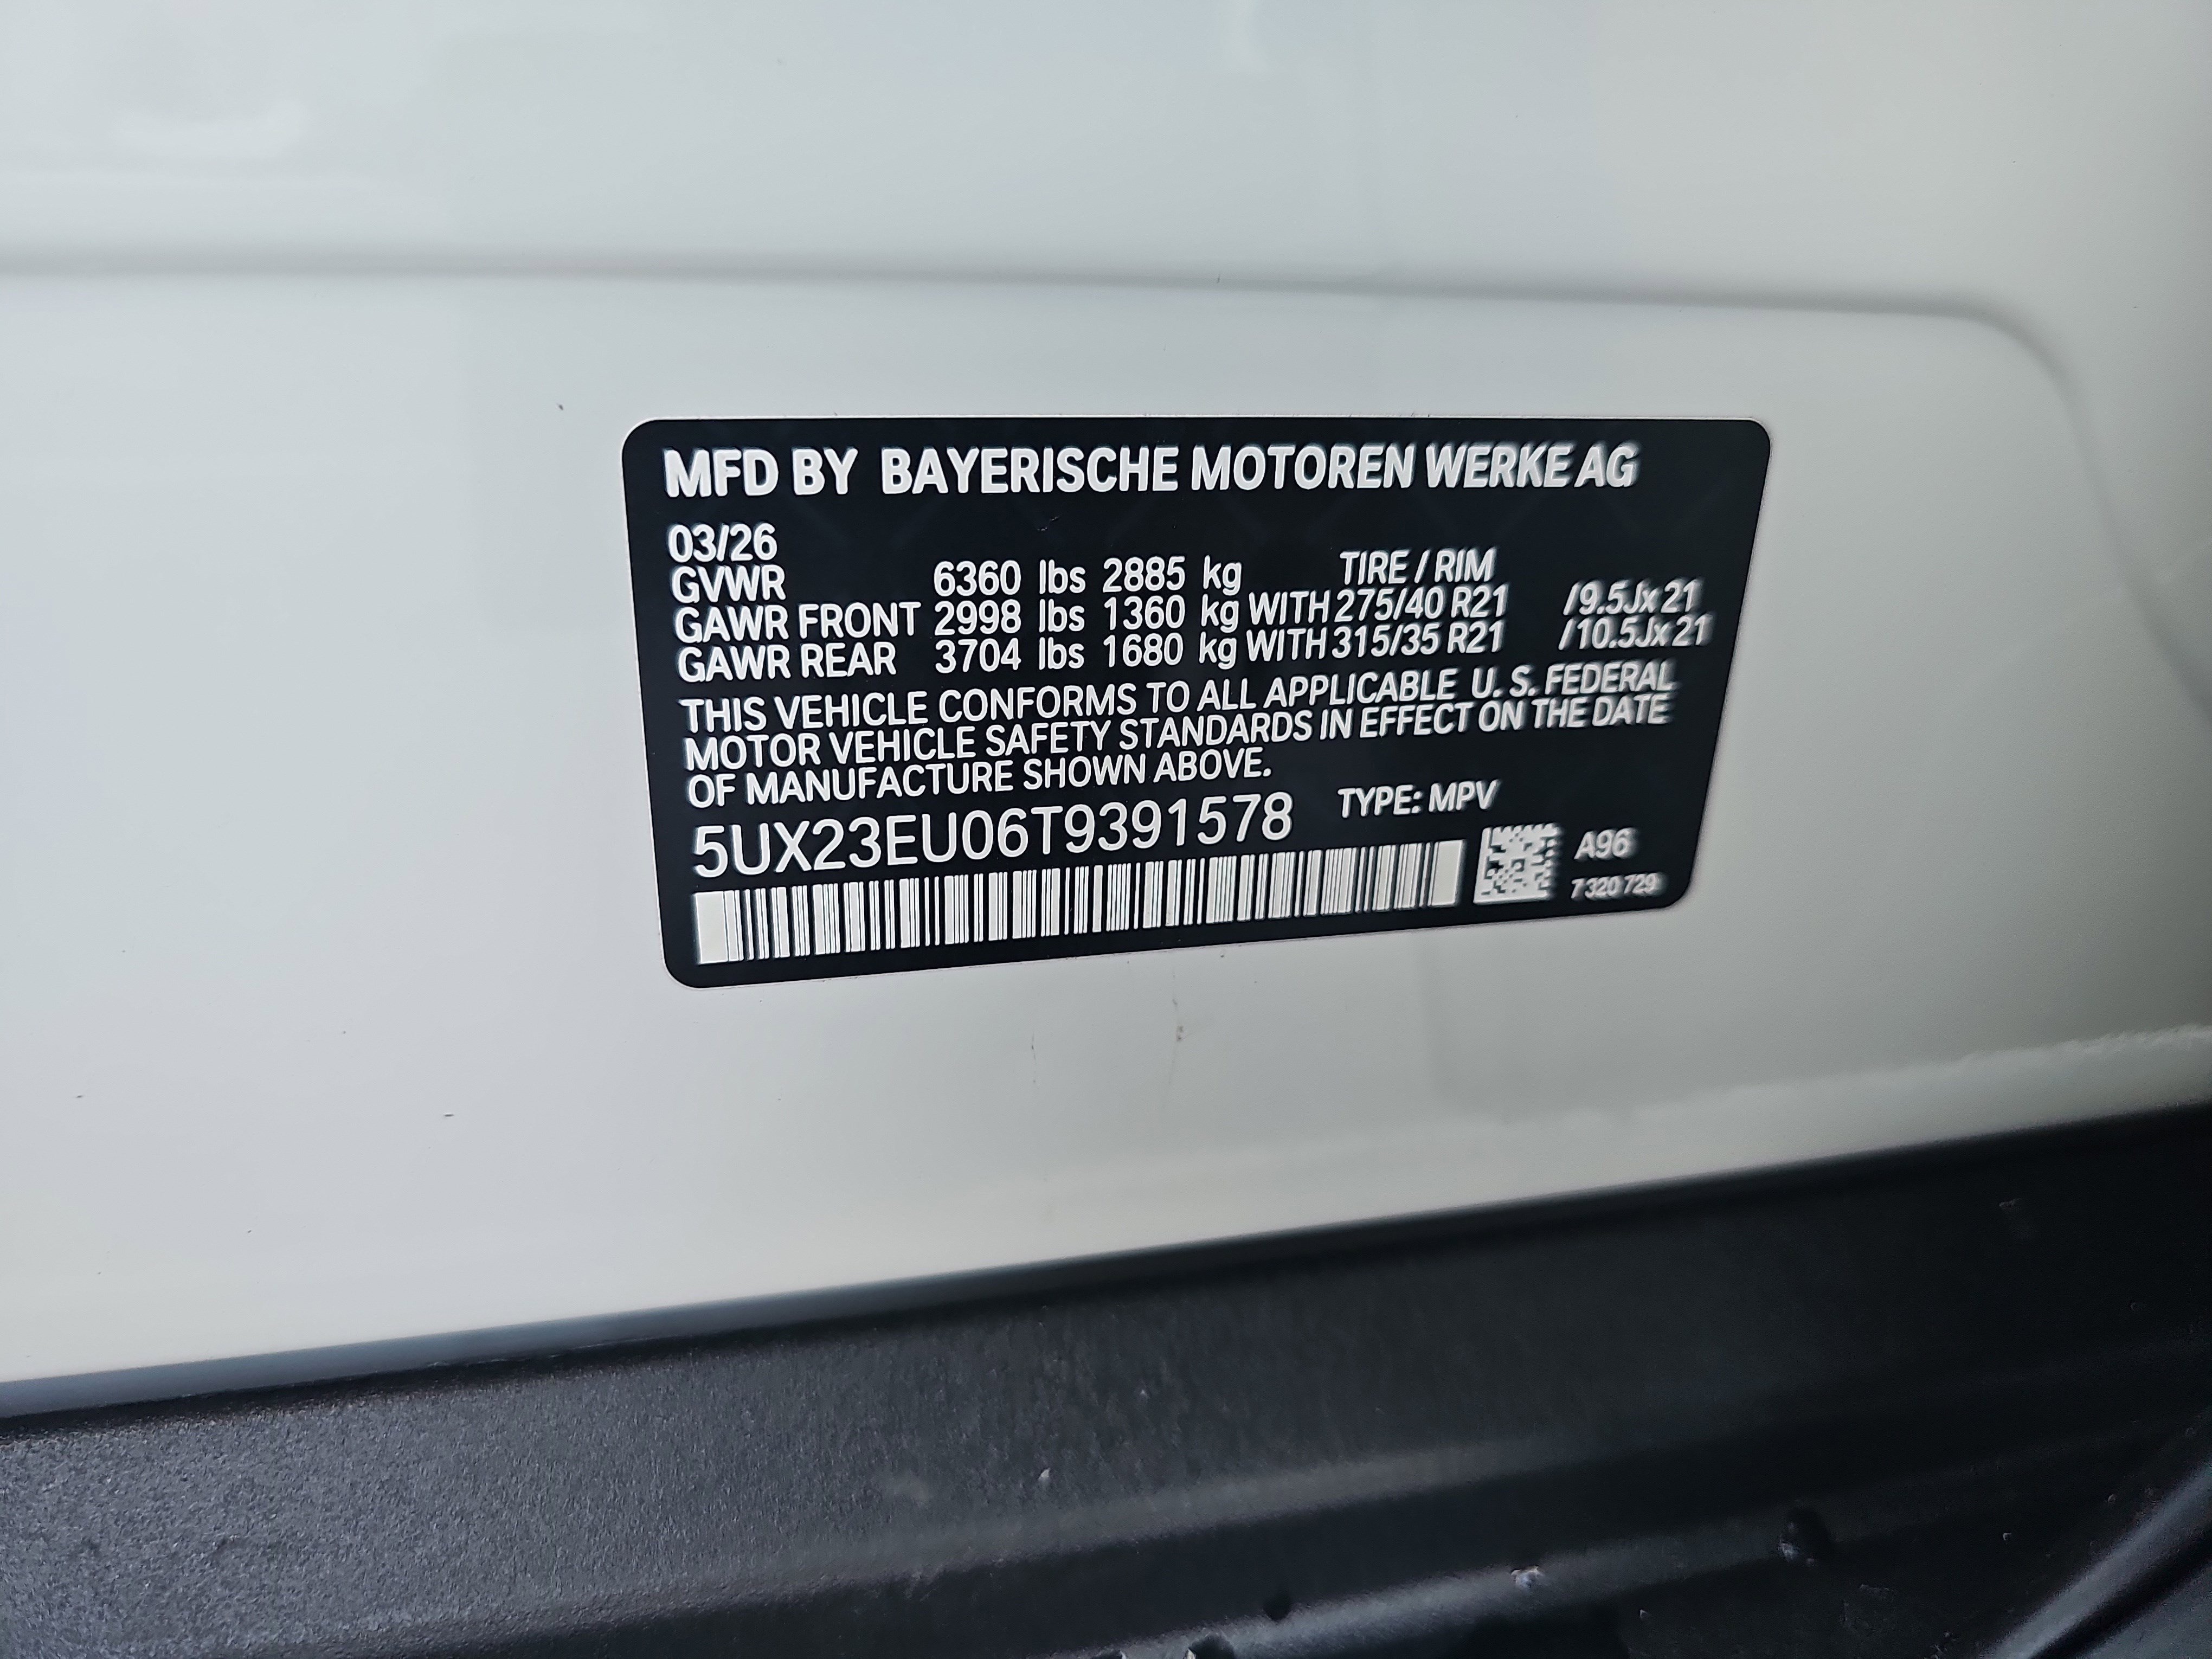 MFD BY BAYERISCHE MOTOREN WERKE AG
03/26
GVWR 6360 lbs 2885 kg TIRE / RIM
GAWR FRONT 2998 lbs 1360 kg WITH 275/40 R21 /9.5Jx21
GAWR REAR 3704 lbs 1680 kg WITH 315/35 R21 /10.5Jx21
THIS VEHICLE CONFORMS TO ALL APPLICABLE U. S. FEDERAL
MOTOR VEHICLE SAFETY STANDARDS IN EFFECT ON THE DATE
OF MANUFACTURE SHOWN ABOVE.
5UX23EU06T9391578 TYPE: MPV
A96
7 320 729